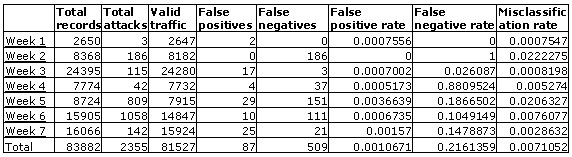 Total records Total attacks Valid traffic False positives False negatives False positive rate False negative rate Misclassific ation rate
Week 1 2650 3 2647 2 0 0.0007556 0 0.0007547
Week 2 8368 186 8182 0 186 0 1 0.0222275
Week 3 24395 115 24280 17 3 0.0007002 0.026087 0.0008198
Week 4 7774 42 7732 4 37 0.0005173 0.8809524 0.005274
Week 5 8724 809 7915 29 151 0.0036639 0.1866502 0.0206327
Week 6 15905 1058 14847 10 111 0.0006735 0.1049149 0.0076077
Week 7 16066 142 15924 25 21 0.00157 0.1478873 0.0028632
Total 83882 2355 81527 87 509 0.0010671 0.2161359 0.0071052